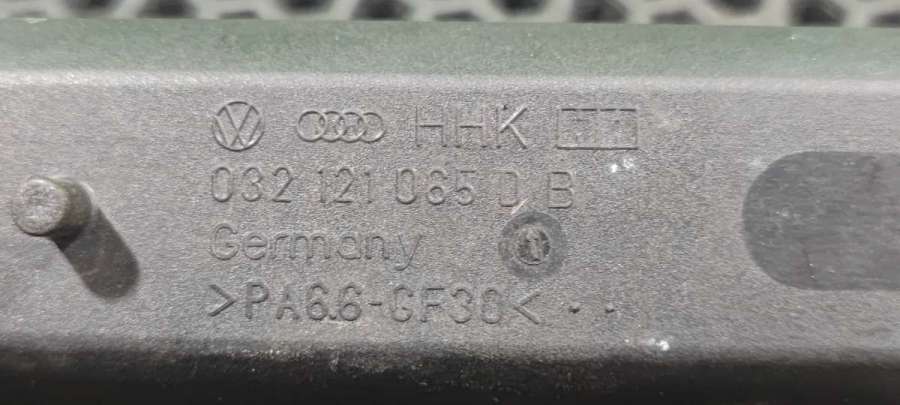 HHK
032 121 065 D B
Germany
>PA6.6-GF30<